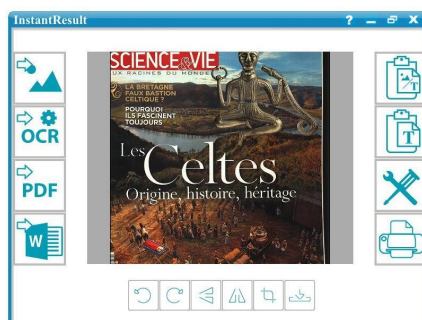 InstantResult
?
OCR
PDF
W
T
T
SCIENCE&VIE
UX RACINES DU MONDE
LA BRETAGNE
FAUX BASTION
CELTIQUE ?
POURQUOI
ILS FASCINENT
TOUJOURS
Les Celtes
Origine, histoire, héritage